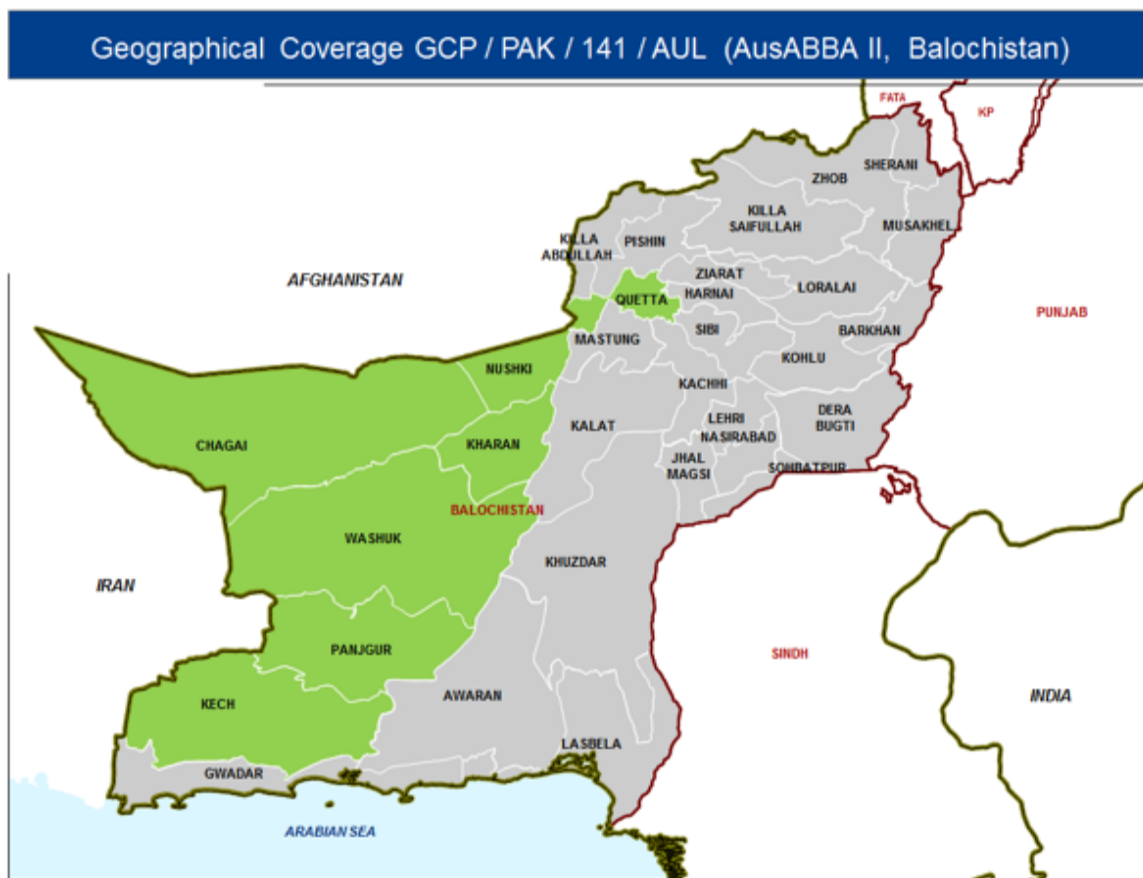 Geographical Coverage GCP / PAK / 141 / AUL (AusABBA II, Balochistan)
FATA
KP
SHERANI
ZHOB
KILLA
SAIFULLAH
MUSAKHEL
KILLA
ABDULLAH
PISHIN
AFGHANISTAN
ZIARAT
HARNAI
LORALAI
QUETTA
PUNJAB
SIBI
BARKHAN
MASTUNG
KOHLU
NUSHKI
KACHHI
DERA
BUGTI
LEHRI
NASIRABAD
KALAT
CHAGAI
KHARAN
JHAL
MAGSI
SOHBATPUR
BALOCHISTAN
WASHUK
KHUZDAR
IRAN
PANJGUR
SINDH
KECH
AWARAN
INDIA
LASBELA
GWADAR
ARABIAN SEA